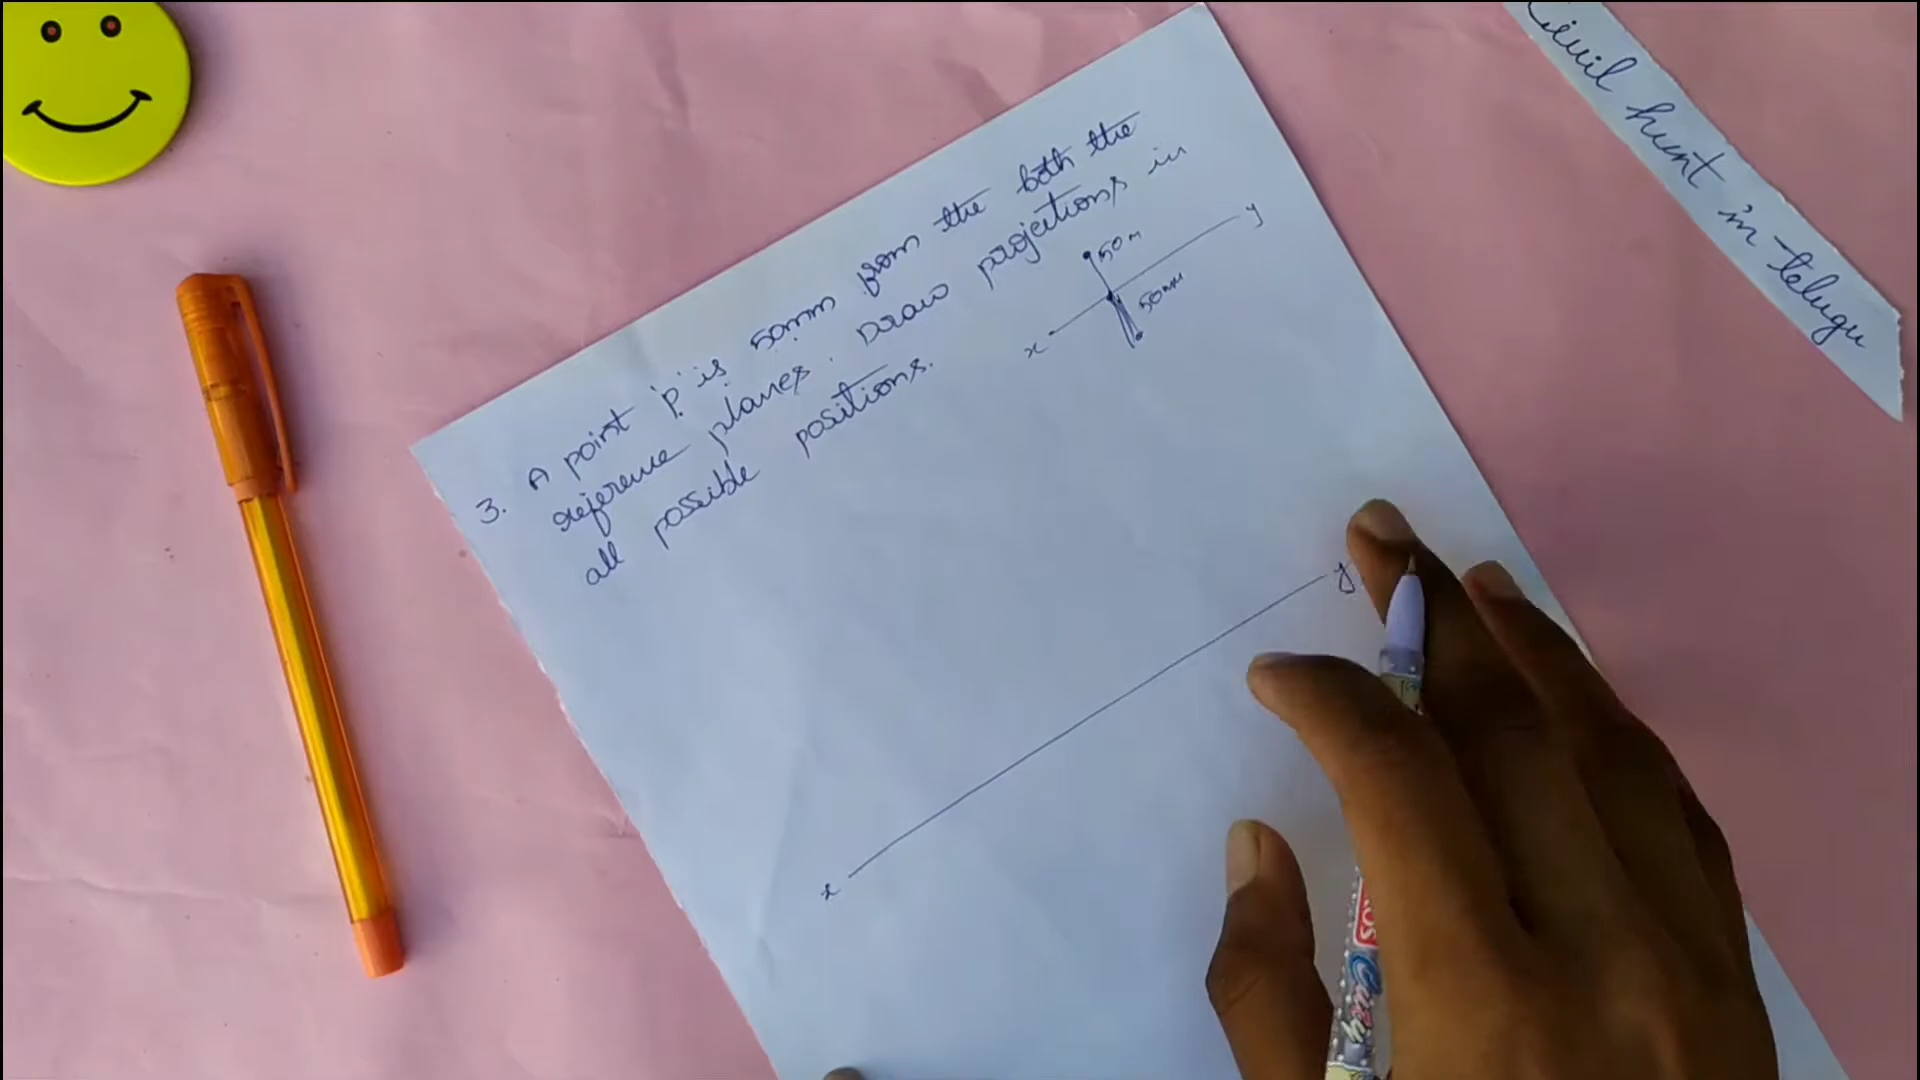 3. A point 'p' is 50mm from the both the
reference planes. Draw projections in
all possible positions.
50m
y
50mm
x
y
x
Civil hunt in telugu